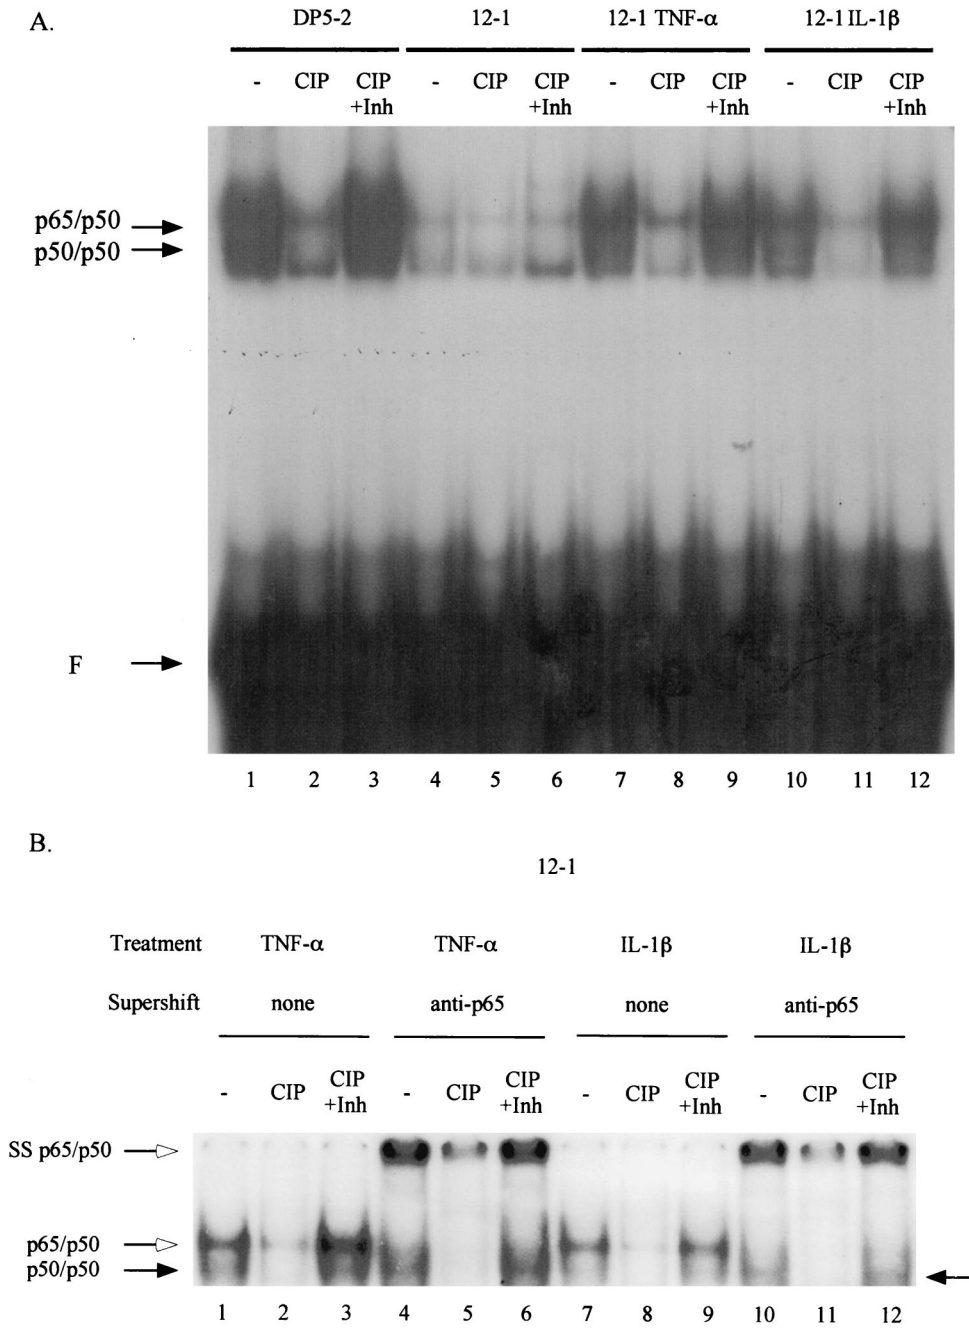 A.
DP5-2 12-1 12-1 TNF-α 12-1 IL-1β
- CIP CIP +Inh - CIP CIP +Inh - CIP CIP +Inh - CIP CIP +Inh
p65/p50
p50/p50
F
1 2 3 4 5 6 7 8 9 10 11 12
B.
12-1
Treatment TNF-α TNF-α IL-1β IL-1β
Supershift none anti-p65 none anti-p65
- CIP CIP +Inh - CIP CIP +Inh - CIP CIP +Inh - CIP CIP +Inh
SS p65/p50
p65/p50
p50/p50
1 2 3 4 5 6 7 8 9 10 11 12